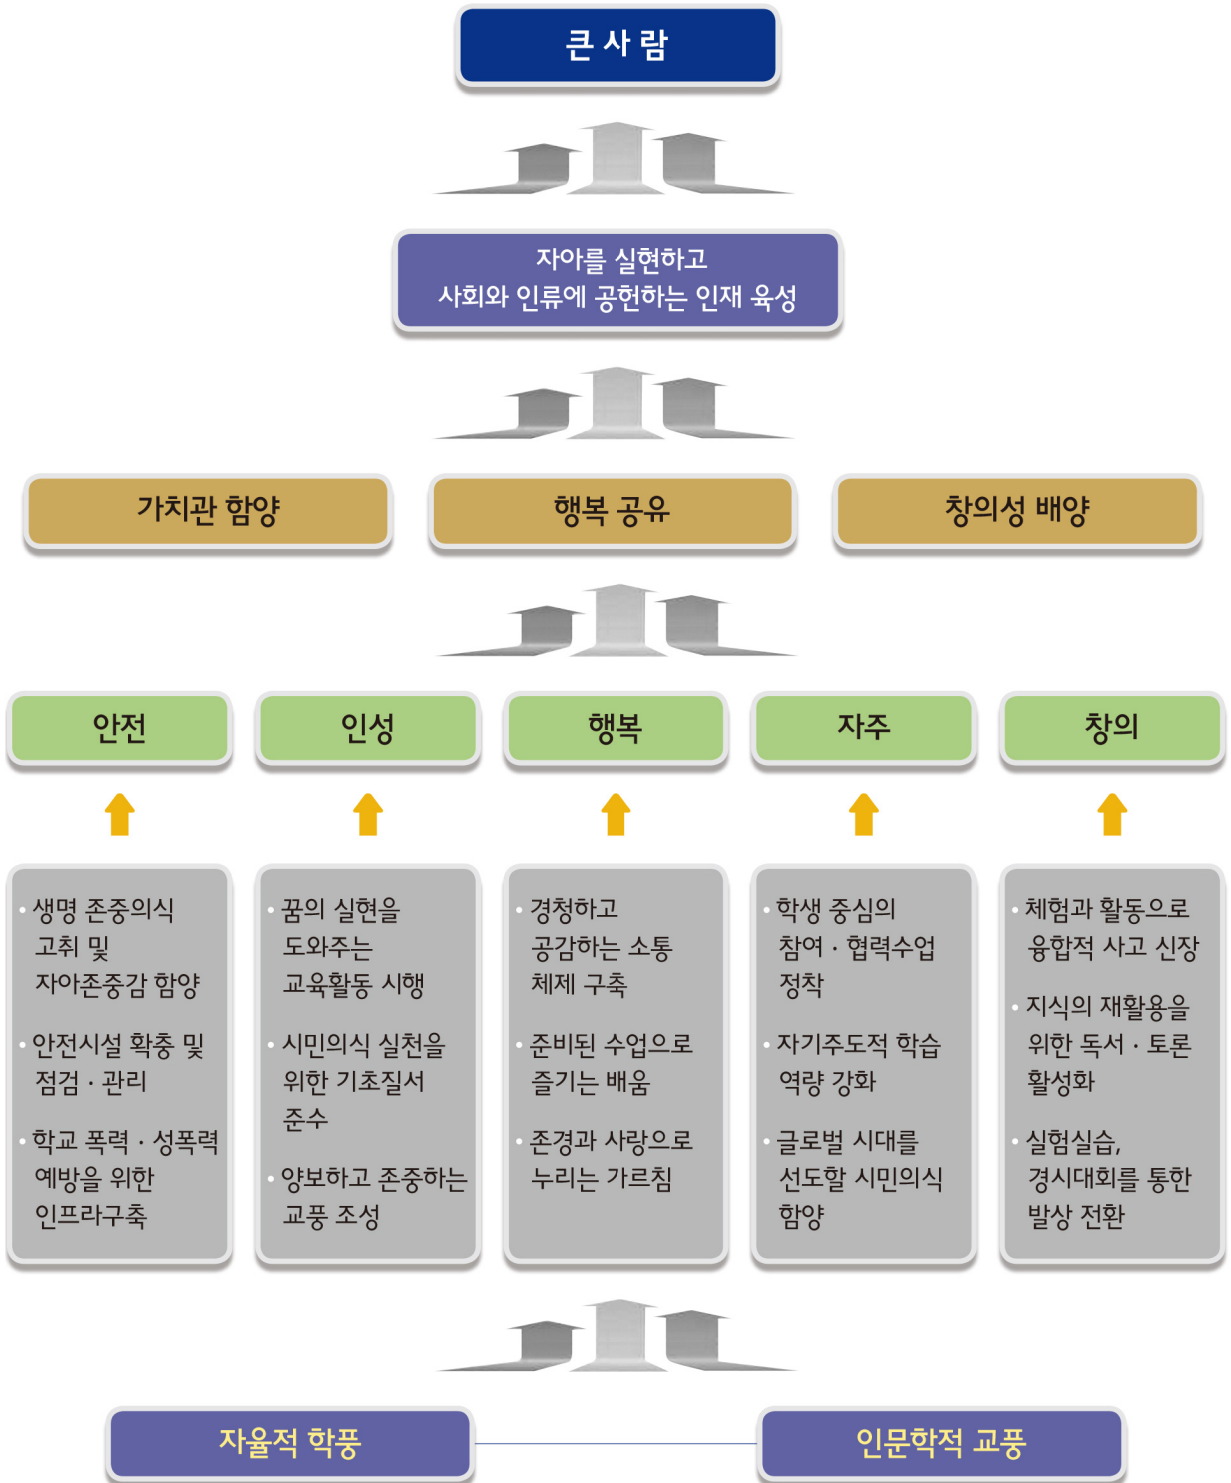 큰 사 람
자아를 실현하고
사회와 인류에 공헌하는 인재 육성
가치관 함양
행복 공유
창의성 배양
안전
인성
행복
자주
창의
• 생명 존중의식
고취 및
자아존중감 함양
• 안전시설 확충 및
점검 · 관리
• 학교 폭력 · 성폭력
예방을 위한
인프라구축
• 꿈의 실현을
도와주는
교육활동 시행
• 시민의식 실천을
위한 기초질서
준수
• 양보하고 존중하는
교풍 조성
• 경청하고
공감하는 소통
체제 구축
• 준비된 수업으로
즐기는 배움
• 존경과 사랑으로
누리는 가르침
• 학생 중심의
참여 · 협력수업
정착
• 자기주도적 학습
역량 강화
• 글로벌 시대를
선도할 시민의식
함양
• 체험과 활동으로
융합적 사고 신장
• 지식의 재활용을
위한 독서 · 토론
활성화
• 실험실습,
경시대회를 통한
발상 전환
자율적 학풍
인문학적 교풍